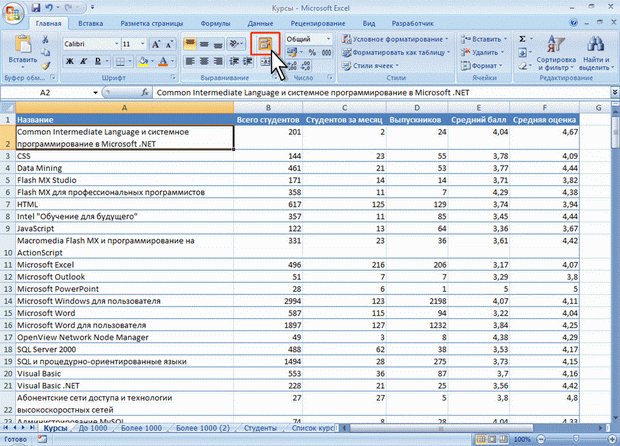 Курсы - Microsoft Excel
Главная Вставка Разметка страницы Формулы Данные Рецензирование Вид Разработчик
Вставить Calibri 11 Общий Условное форматирование Вставить
Форматировать как таблицу Удалить Сортировка и фильтр Найти и выделить
Стили ячеек Формат
Буфер обм... Шрифт Выравнивание Число Стили Ячейки Редактирование
A2 Common Intermediate Language и системное программирование в Microsoft .NET
A B C D E F G
1 Название Всего студентов Студентов за месяц Выпускников Средний балл Средняя оценка
Common Intermediate Language и системное 201 2 24 4,04 4,67
2 программирование в Microsoft .NET
3 CSS 144 23 55 3,78 4,09
4 Data Mining 461 21 53 3,77 4,44
5 Flash MX Studio 171 14 14 3,71 3,82
6 Flash MX для профессиональных программистов 358 11 7 4,29 4,38
7 HTML 617 125 129 3,74 3,94
8 Intel "Обучение для будущего" 357 11 85 3,45 4,44
9 JavaScript 122 13 64 3,36 3,67
Macromedia Flash MX и программирование на 331 23 36 3,61 4,42
10 ActionScript
11 Microsoft Excel 496 216 206 3,17 4,07
12 Microsoft Outlook 51 7 7 3,29 3,8
13 Microsoft PowerPoint 28 6 1 5 5
14 Microsoft Windows для пользователя 2994 123 2198 4,07 4,11
15 Microsoft Word 587 115 94 3,22 4,04
16 Microsoft Word для пользователя 1897 127 1232 3,84 4,25
17 OpenView Network Node Manager 49 3 8 4,38 4,29
18 SQL Server 2000 488 62 38 3,53 4,17
19 SQL и процедурно-ориентированные языки 1494 28 275 3,73 4,15
20 Visual Basic 553 36 87 3,7 4,16
21 Visual Basic .NET 228 21 25 3,56 4,42
Абонентские сети доступа и технологии 27 27 5 3,8 4,8
22 высокоскоростных сетей
23 Администрирование MySQL 74 8 28 4,04 4,33
Курсы До 1000 Более 1000 Более 1000 (2) Студенты Список курс
Готово 100%